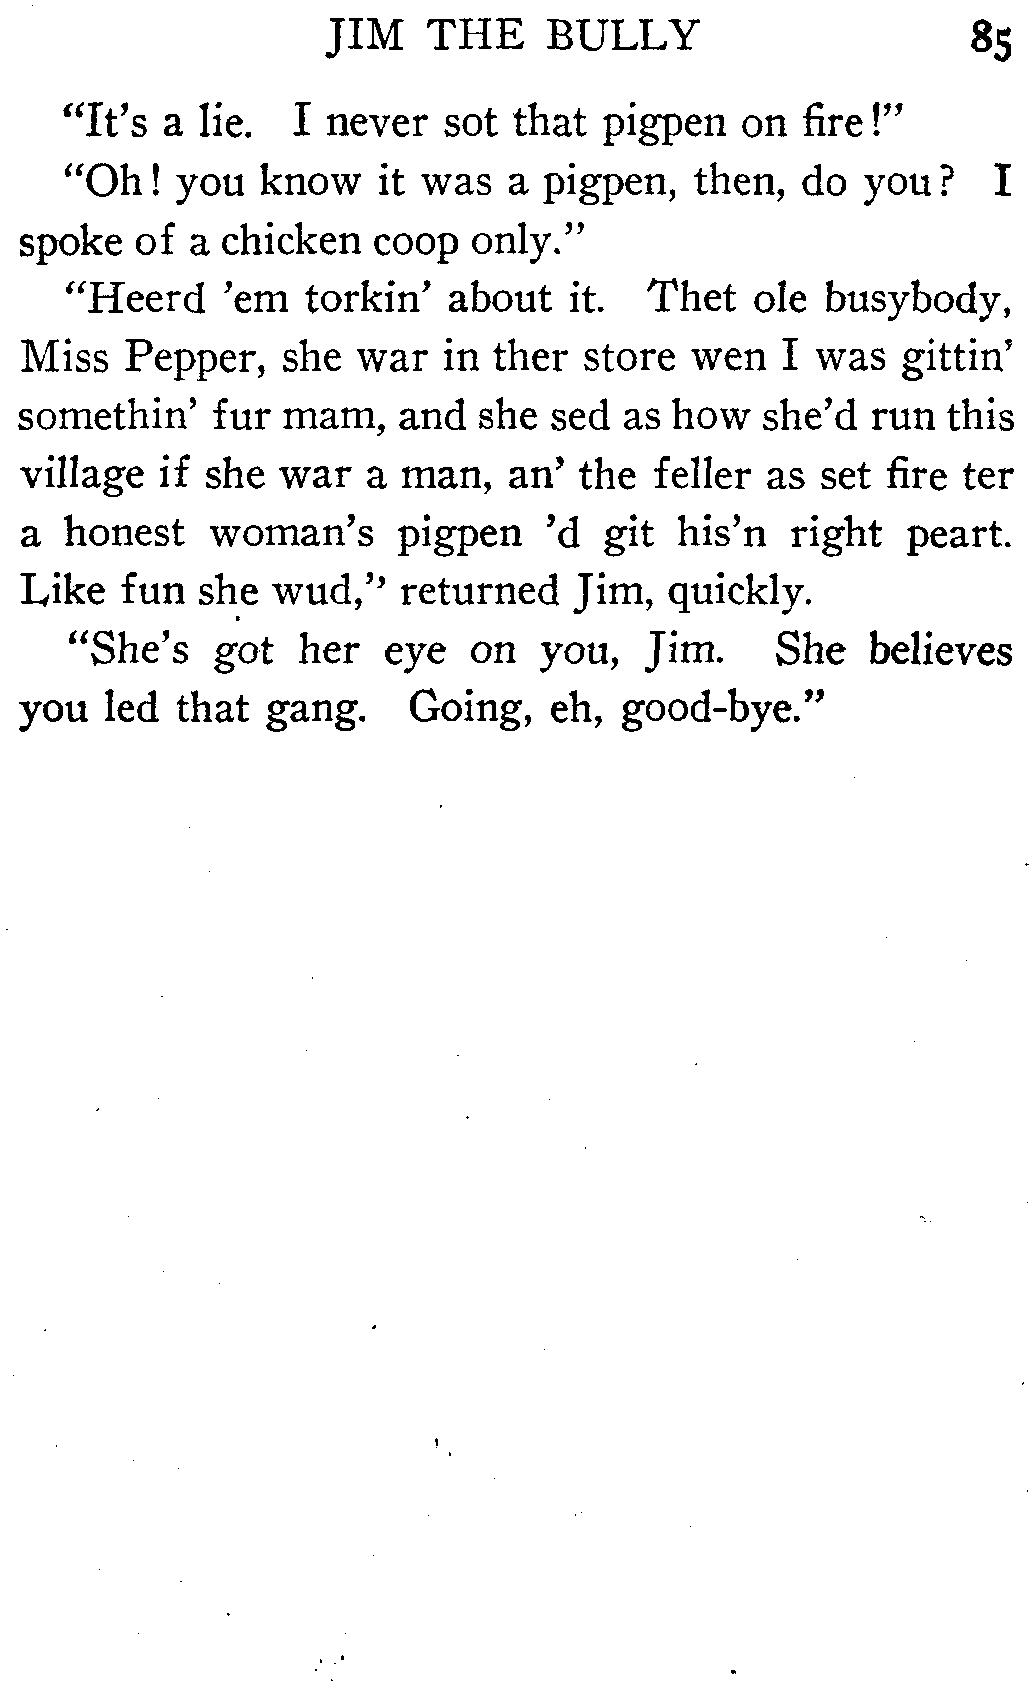 JIM THE BULLY 85
"It's a lie. I never sot that pigpen on fire!"
"Oh! you know it was a pigpen, then, do you? I
spoke of a chicken coop only."
"Heerd 'em torkin' about it. Thet ole busybody,
Miss Pepper, she war in ther store wen I was gittin'
somethin' fur mam, and she sed as how she'd run this
village if she war a man, an' the feller as set fire ter
a honest woman's pigpen 'd git his'n right peart.
Like fun she wud," returned Jim, quickly.
"She's got her eye on you, Jim. She believes
you led that gang. Going, eh, good-bye."